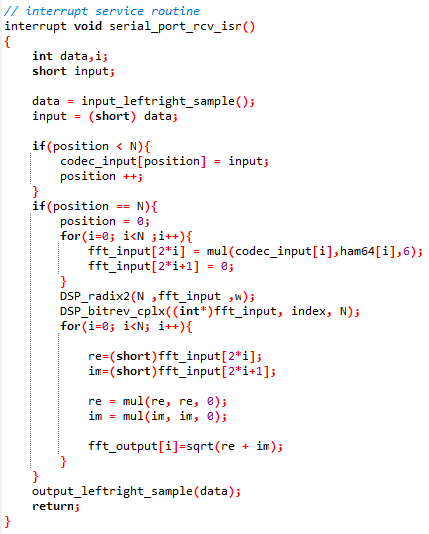 // interrupt service routine
interrupt void serial_port_rcv_isr()
{
    int data,i;
    short input;

    data = input_leftright_sample();
    input = (short) data;

    if(position < N){
        codec_input[position] = input;
        position ++;
    }
    if(position == N){
        position = 0;
        for(i=0; i<N ;i++){
            fft_input[2*i] = mul(codec_input[i],ham64[i],6);
            fft_input[2*i+1] = 0;
        }
        DSP_radix2(N ,fft_input ,w);
        DSP_bitrev_cplx((int*)fft_input, index, N);
        for(i=0; i<N; i++){

            re=(short)fft_input[2*i];
            im=(short)fft_input[2*i+1];

            re = mul(re, re, 0);
            im = mul(im, im, 0);

            fft_output[i]=sqrt(re + im);
        }
    }
    output_leftright_sample(data);
    return;
}